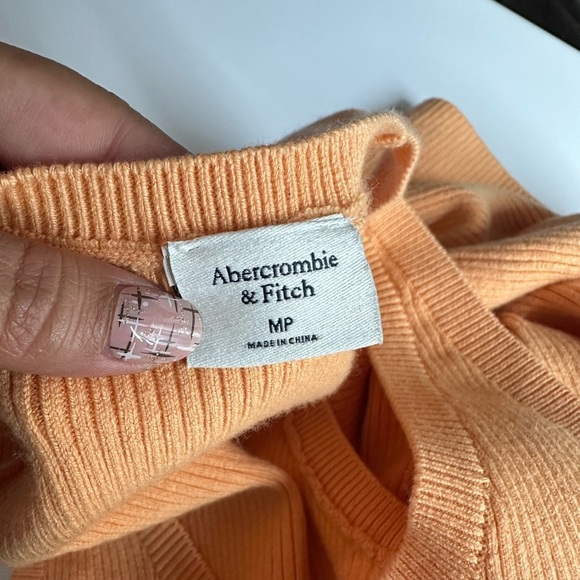 Abercrombie
& Fitch
MP
MADE IN CHINA